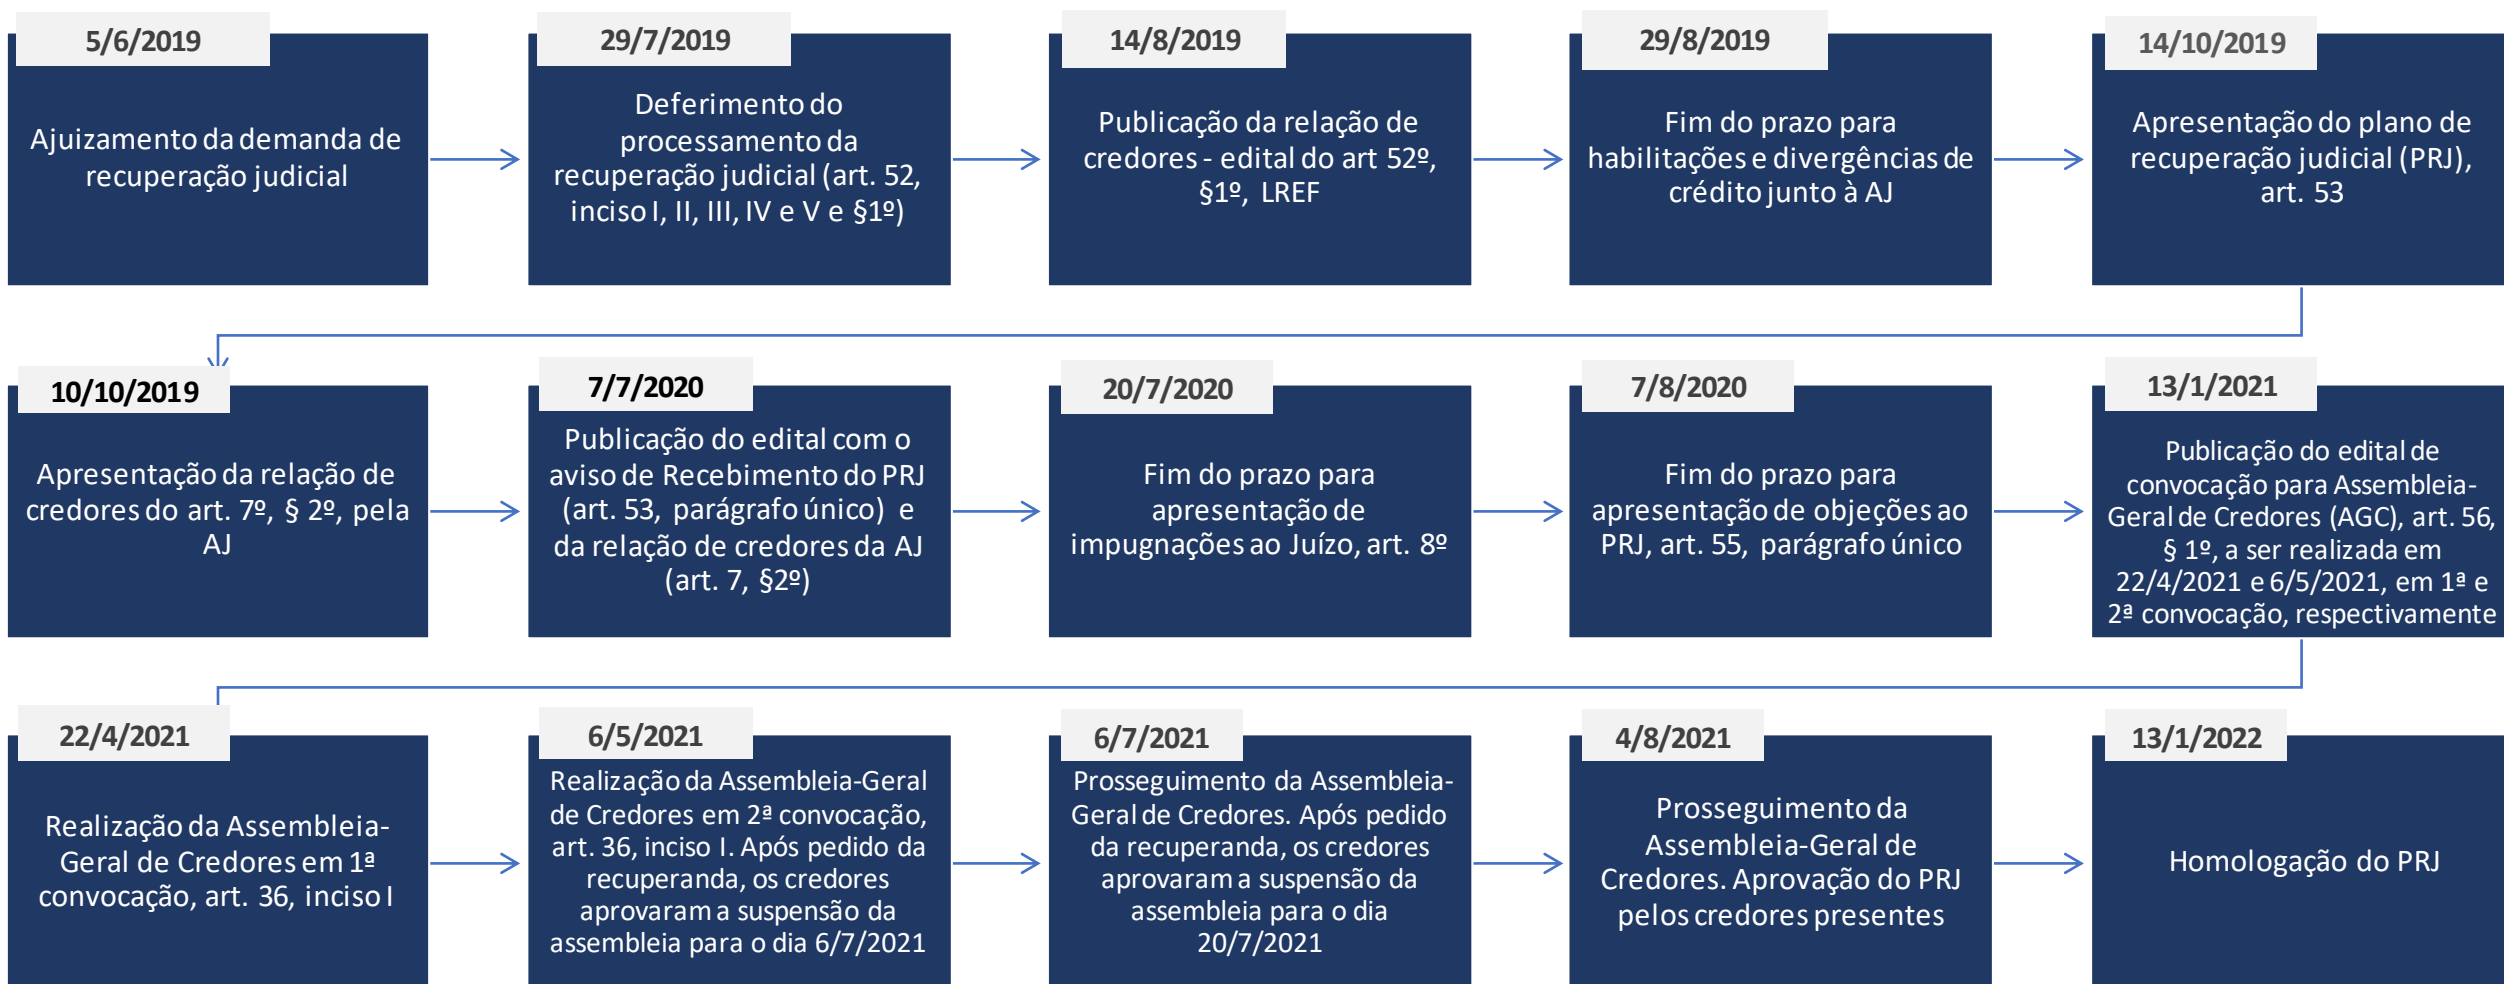 5/6/2019
Ajuizamento da demanda de
recuperação judicial
29/7/2019
Deferimento do
processamento da
recuperação judicial (art. 52,
inciso I, II, III, IV e V e §1º)
14/8/2019
Publicação da relação de
credores - edital do art 52º,
§1º, LREF
29/8/2019
Fim do prazo para
habilitações e divergências de
crédito junto à AJ
14/10/2019
Apresentação do plano de
recuperação judicial (PRJ),
art. 53
10/10/2019
Apresentação da relação de
credores do art. 7º, § 2º, pela
AJ
7/7/2020
Publicação do edital com o
aviso de Recebimento do PRJ
(art. 53, parágrafo único) e
da relação de credores da AJ
(art. 7, §2º)
20/7/2020
Fim do prazo para
apresentação de
impugnações ao Juízo, art. 8º
7/8/2020
Fim do prazo para
apresentação de objeções ao
PRJ, art. 55, parágrafo único
13/1/2021
Publicação do edital de
convocação para Assembleia-
Geral de Credores (AGC), art. 56,
§ 1º, a ser realizada em
22/4/2021 e 6/5/2021, em 1ª e
2ª convocação, respectivamente
22/4/2021
Realização da Assembleia-
Geral de Credores em 1ª
convocação, art. 36, inciso I
6/5/2021
Realização da Assembleia-Geral
de Credores em 2ª convocação,
art. 36, inciso I. Após pedido da
recuperanda, os credores
aprovaram a suspensão da
assembleia para o dia 6/7/2021
6/7/2021
Prosseguimento da Assembleia-
Geral de Credores. Após pedido
da recuperanda, os credores
aprovaram a suspensão da
assembleia para o dia
20/7/2021
4/8/2021
Prosseguimento da
Assembleia-Geral de
Credores. Aprovação do PRJ
pelos credores presentes
13/1/2022
Homologação do PRJ